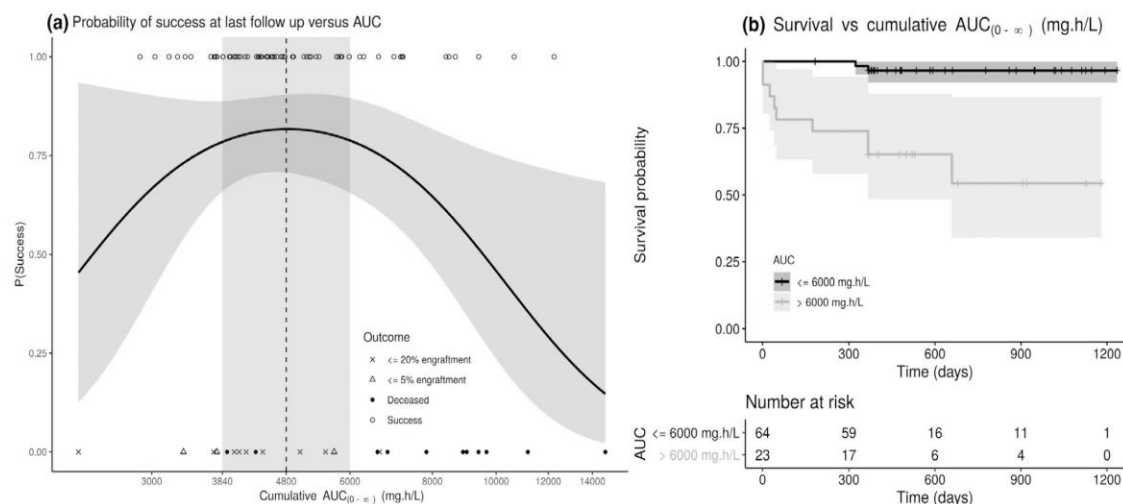 (a) Probability of success at last follow up versus AUC
P(Success)
1.00
0.75
0.50
0.25
0.00
Outcome
<= 20% engraftment
<= 5% engraftment
Deceased
Success
3000 3840 4800 6000 8000 10000 12000 14000
Cumulative AUC(0 - ∞) (mg.h/L)
(b) Survival vs cumulative AUC(0 - ∞) (mg.h/L)
Survival probability
1.00
0.75
0.50
0.25
0.00
AUC
<= 6000 mg.h/L
> 6000 mg.h/L
0 300 600 900 1200
Time (days)
Number at risk
AUC
<= 6000 mg.h/L 64 59 16 11 1
> 6000 mg.h/L 23 17 6 4 0
0 300 600 900 1200
Time (days)